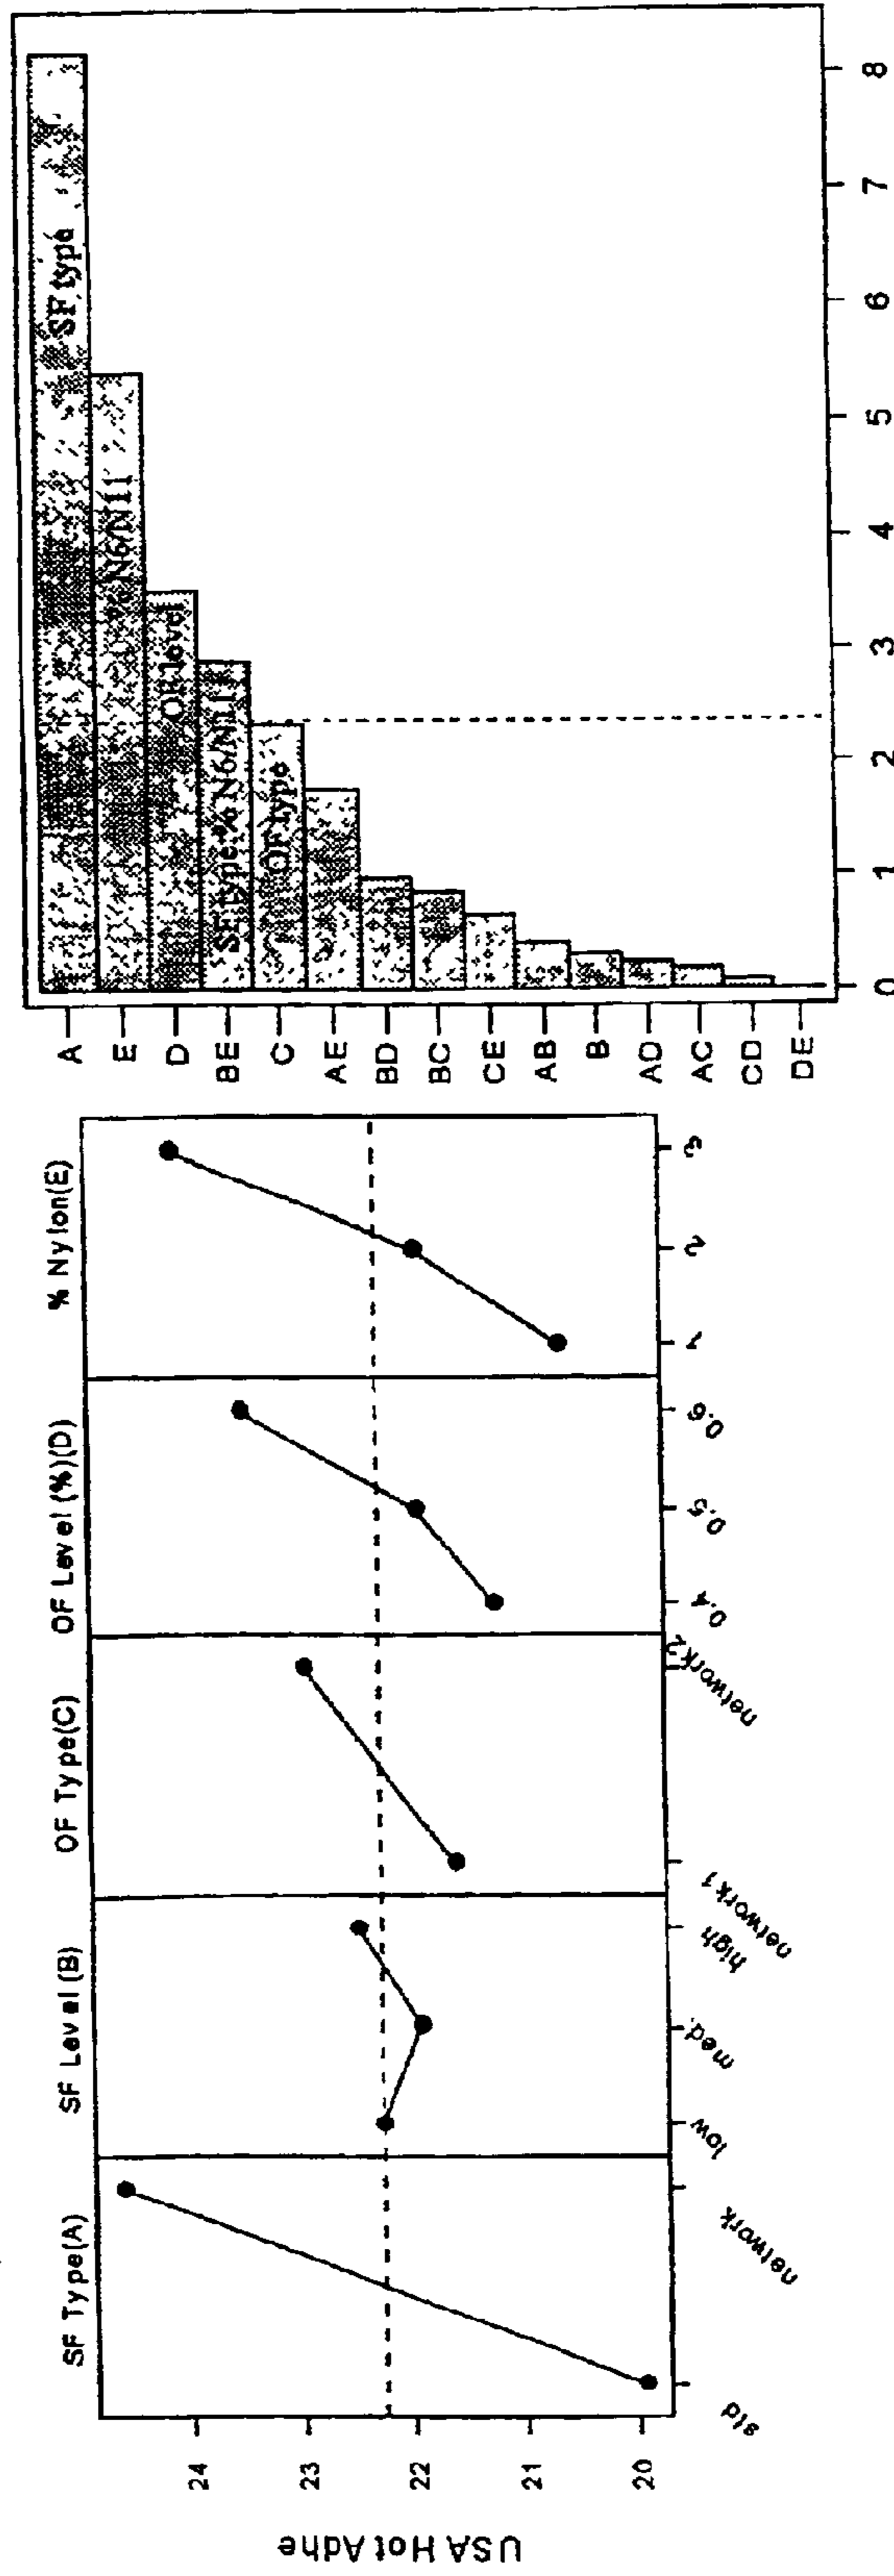 SF Type(A)
SF Level(B)
OF Type(C)
OF Level(%)(D)
% Nylon(E)
USA Hot Adhe
24
23
22
21
20
std
network
low
med.
high
network1
network2
0.4
0.5
0.6
1
2
3
A
E
D
BE
C
AE
BD
BC
CE
AB
B
AD
AC
CD
DE
SF type
% N6/N11
OF level
SF type:% N6/N11
OF type
0
1
2
3
4
5
6
7
8